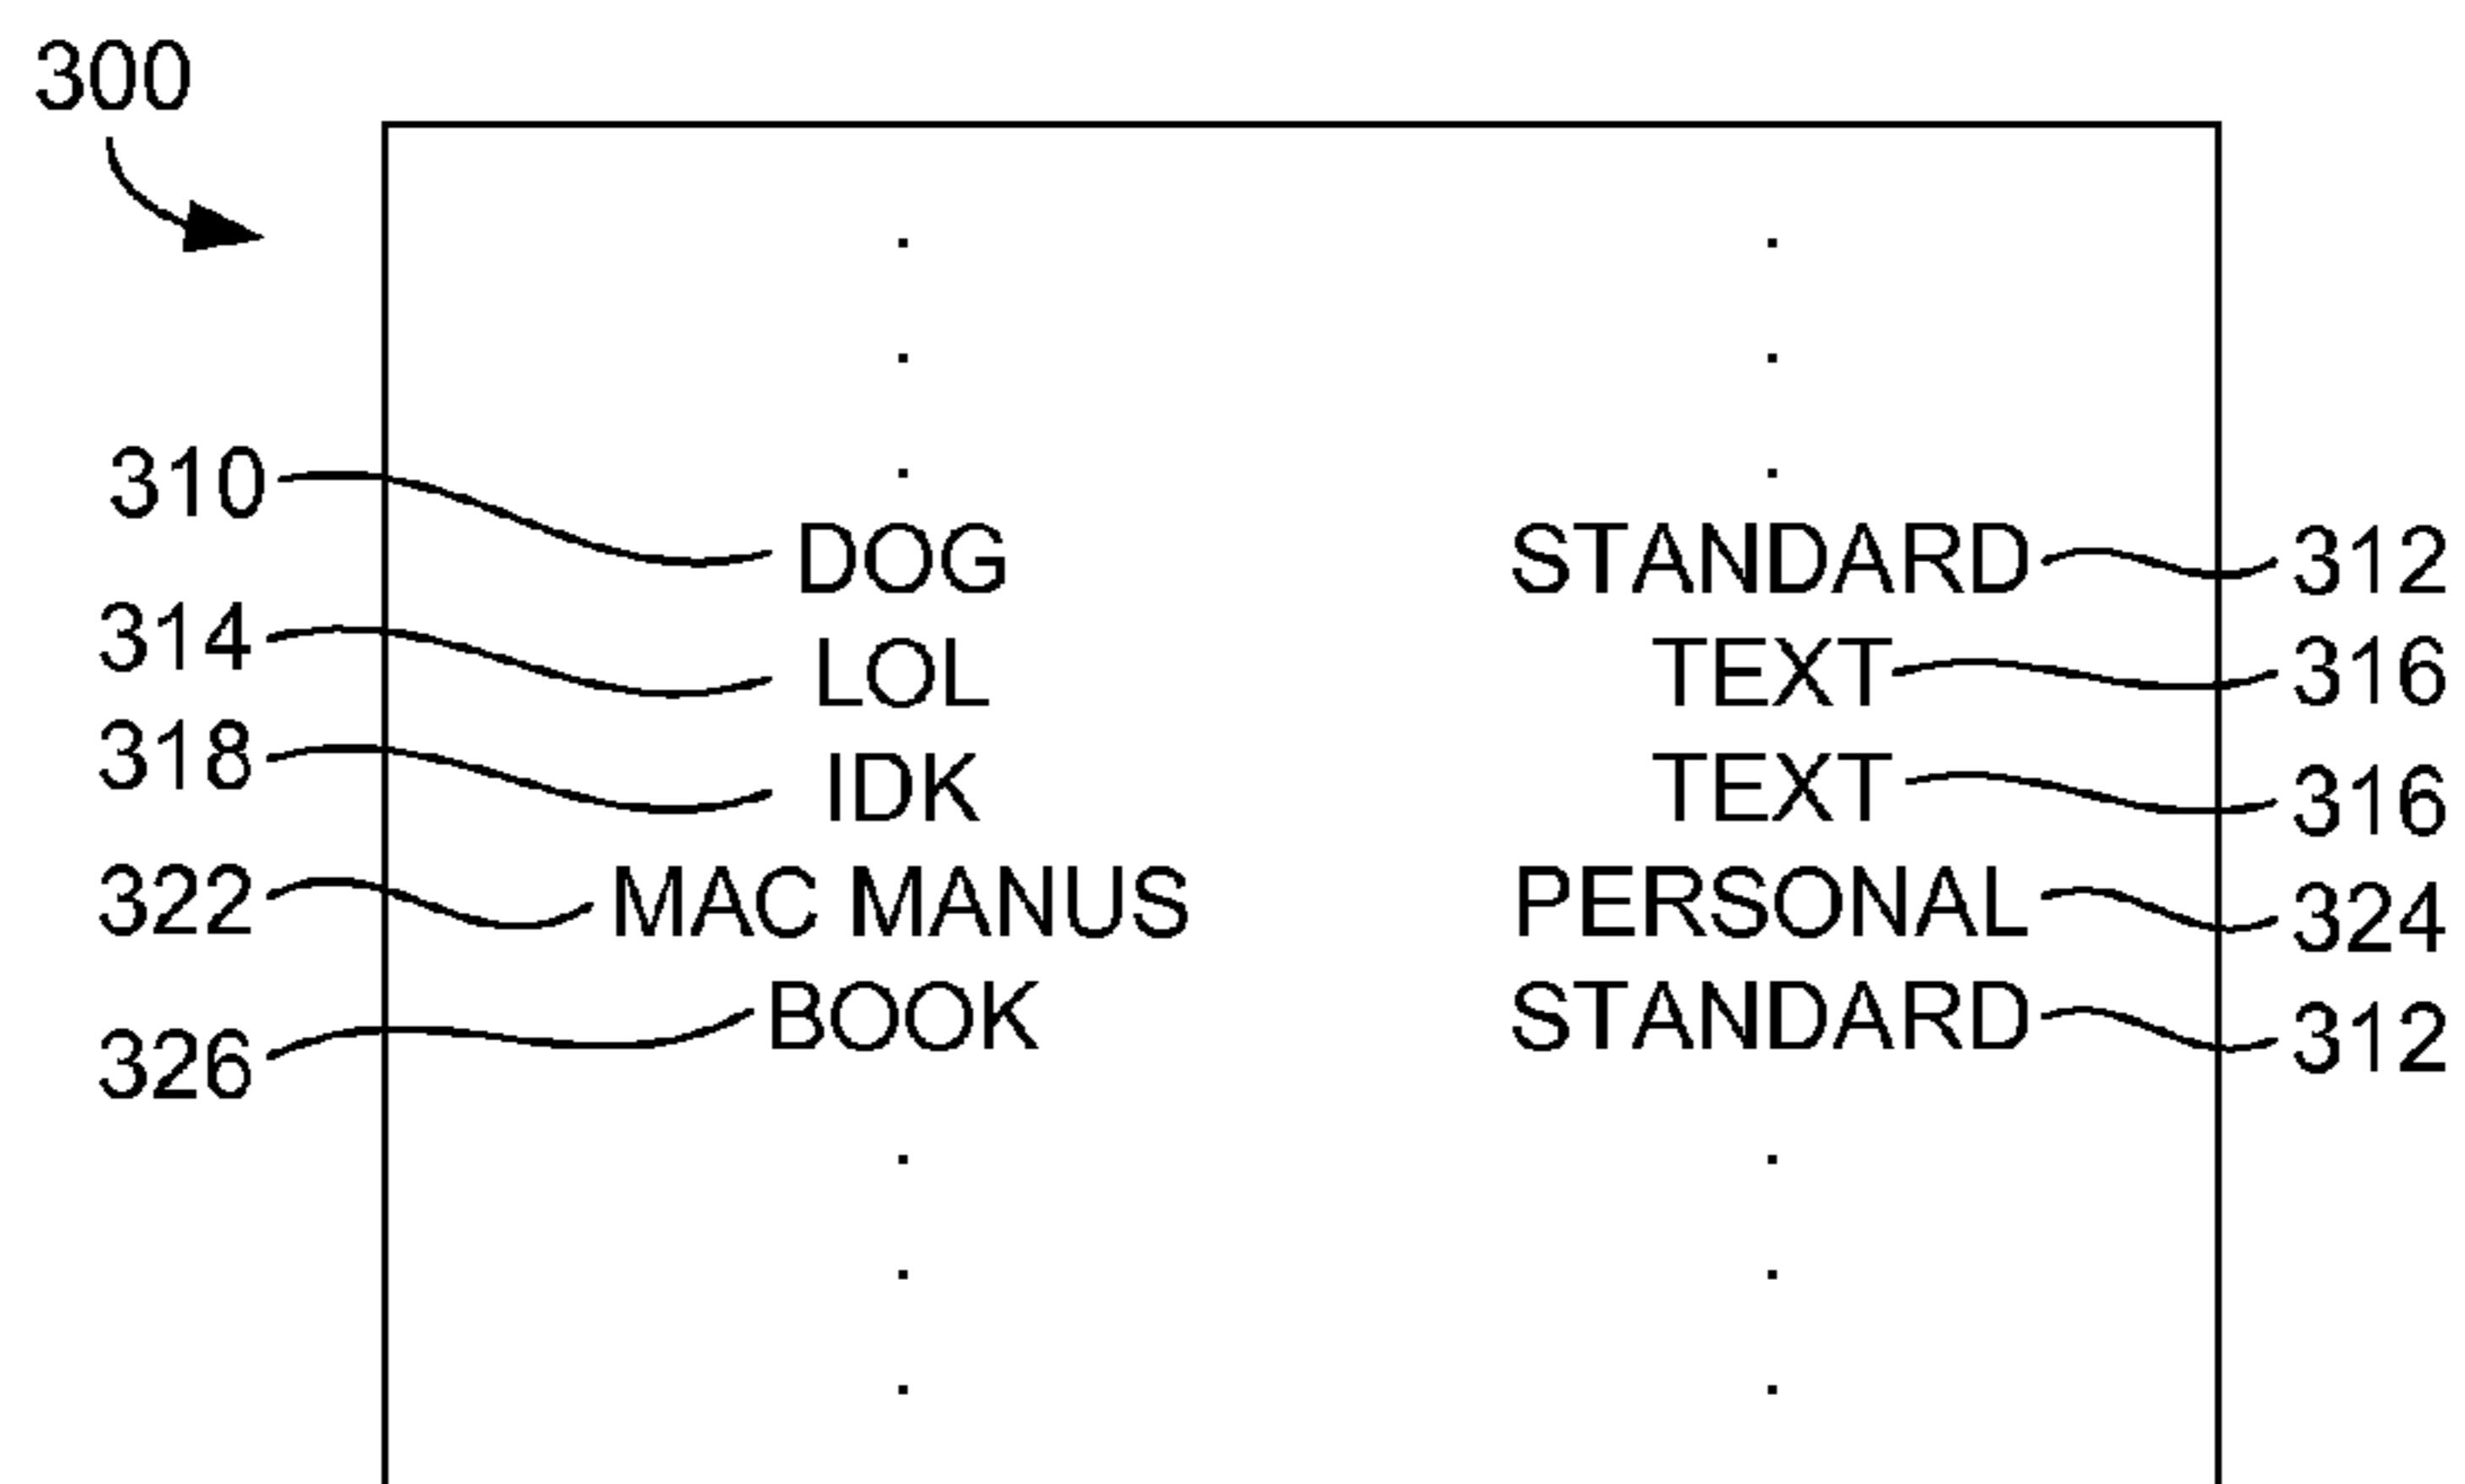 300
310 DOG STANDARD 312
314 LOL TEXT 316
318 IDK TEXT 316
322 MAC MANUS PERSONAL 324
326 BOOK STANDARD 312